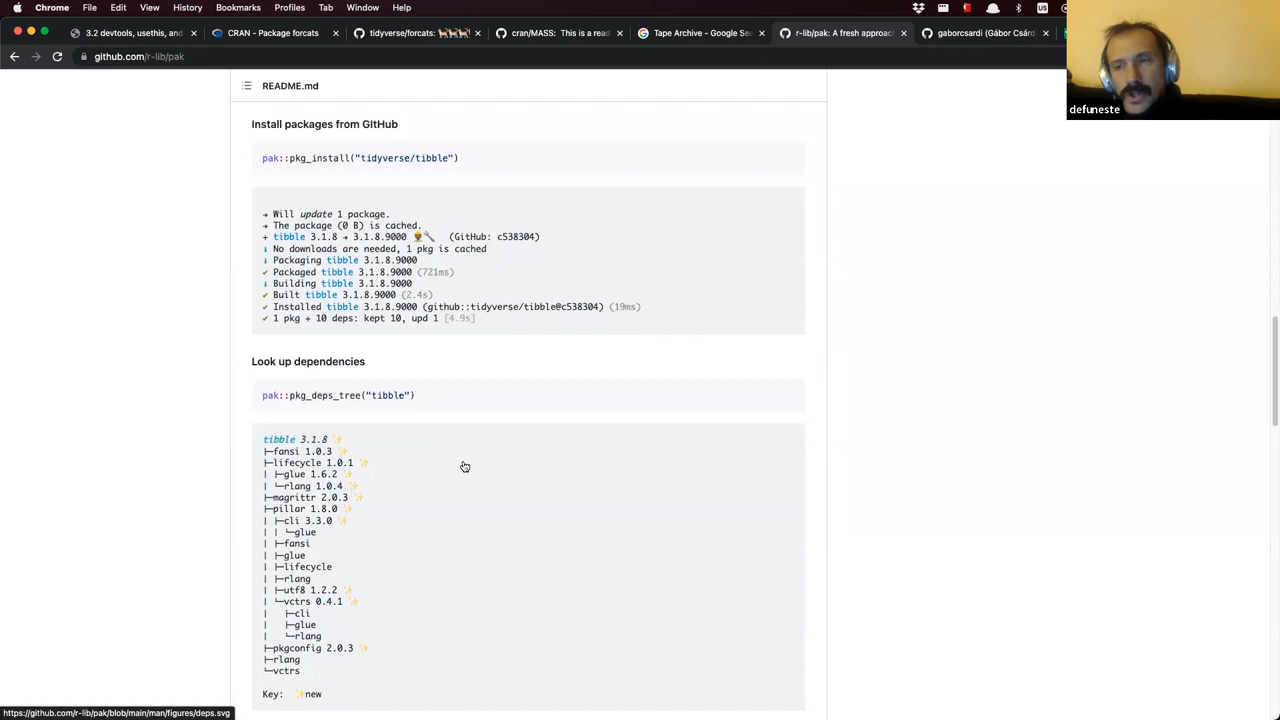 Chrome File Edit View History Bookmarks Profiles Tab Window Help
3.2 devtools, usethis, and
CRAN - Package forcats
tidyverse/forcats:
cran/MASS: This is a read
Tape Archive - Google Sea
r-lib/pak: A fresh approac
gaborcsardi (Gábor Csárd
github.com/r-lib/pak
defuneste
README.md
Install packages from GItHub
pak::pkg_install("tidyverse/tibble")
→ Will update 1 package.
→ The package (0 B) is cached.
+ tibble 3.1.8 → 3.1.8.9000 👷🏾‍♂️🔧 (GitHub: c538304)
ℹ No downloads are needed, 1 pkg is cached
ℹ Packaging tibble 3.1.8.9000
✔ Packaged tibble 3.1.8.9000 (721ms)
ℹ Building tibble 3.1.8.9000
✔ Built tibble 3.1.8.9000 (2.4s)
✔ Installed tibble 3.1.8.9000 (github::tidyverse/tibble@c538304) (19ms)
✔ 1 pkg + 10 deps: kept 10, upd 1 [4.9s]
Look up dependencies
pak::pkg_deps_tree("tibble")
tibble 3.1.8 ✨
├─fansi 1.0.3 ✨
├─lifecycle 1.0.1 ✨
│ ├─glue 1.6.2 ✨
│ └─rlang 1.0.4 ✨
├─magrittr 2.0.3 ✨
├─pillar 1.8.0 ✨
│ ├─cli 3.3.0 ✨
│ │ └─glue
│ ├─fansi
│ ├─glue
│ ├─lifecycle
│ ├─rlang
│ ├─utf8 1.2.2 ✨
│ └─vctrs 0.4.1 ✨
│   ├─cli
│   ├─glue
│   └─rlang
├─pkgconfig 2.0.3 ✨
├─rlang
└─vctrs
Key: ✨new
https://github.com/r-lib/pak/blob/main/man/figures/deps.svg